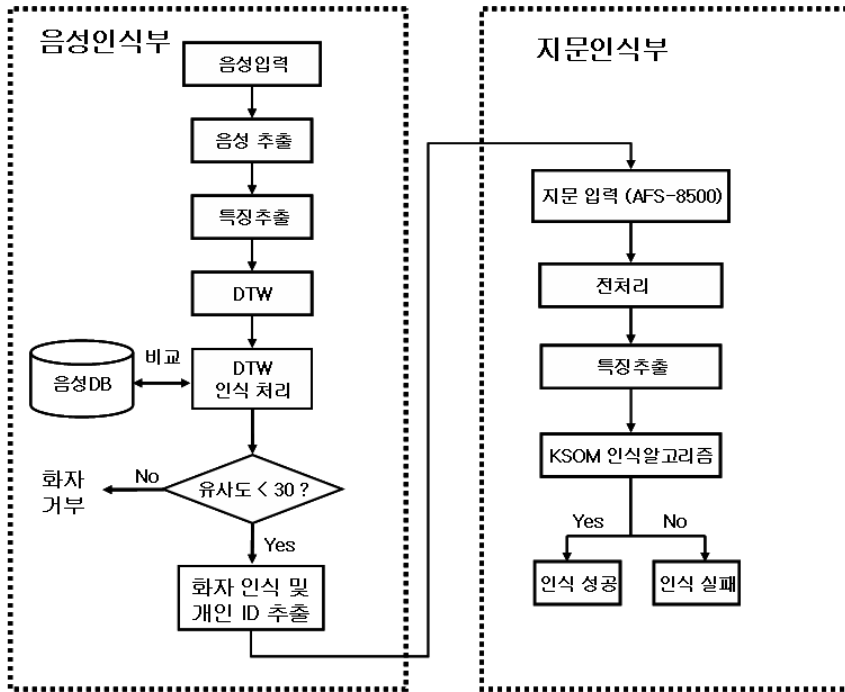 음성인식부
음성입력
음성 추출
특징추출
DTW
음성DB
비교
DTW
인식 처리
유사도 < 30 ?
No
화자
거부
Yes
화자 인식 및
개인 ID 추출
지문인식부
지문 입력 (AFS-8500)
전처리
특징추출
KSOM 인식알고리즘
Yes
No
인식 성공
인식 실패